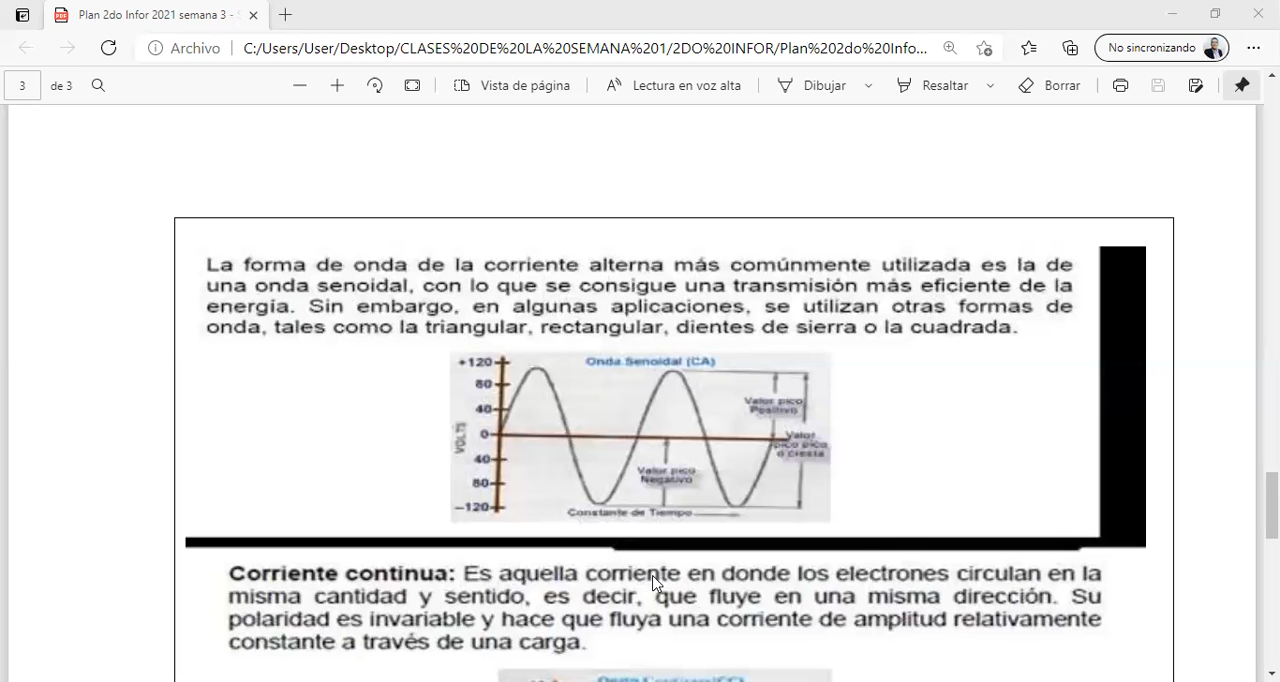 Plan 2do Infor 2021 semana 3 -
Archivo
C:/Users/User/Desktop/CLASES%20DE%20LA%20SEMANA%201/2DO%20INFOR/Plan%202do%20Info...
No sincronizando
3 de 3
Vista de página
Lectura en voz alta
Dibujar
Resaltar
Borrar
La forma de onda de la corriente alterna más comúnmente utilizada es la de
una onda senoidal, con lo que se consigue una transmisión más eficiente de la
energía. Sin embargo, en algunas aplicaciones, se utilizan otras formas de
onda, tales como la triangular, rectangular, dientes de sierra o la cuadrada.
+120
Onda Senoidal (CA)
80
40
0
40
80
-120
VOLTS
Valor pico
Positivo
Valor
pico pico
o cresta
Valor pico
Negativo
Constante de Tiempo
Corriente continua: Es aquella corriente en donde los electrones circulan en la
misma cantidad y sentido, es decir, que fluye en una misma dirección. Su
polaridad es invariable y hace que fluya una corriente de amplitud relativamente
constante a través de una carga.